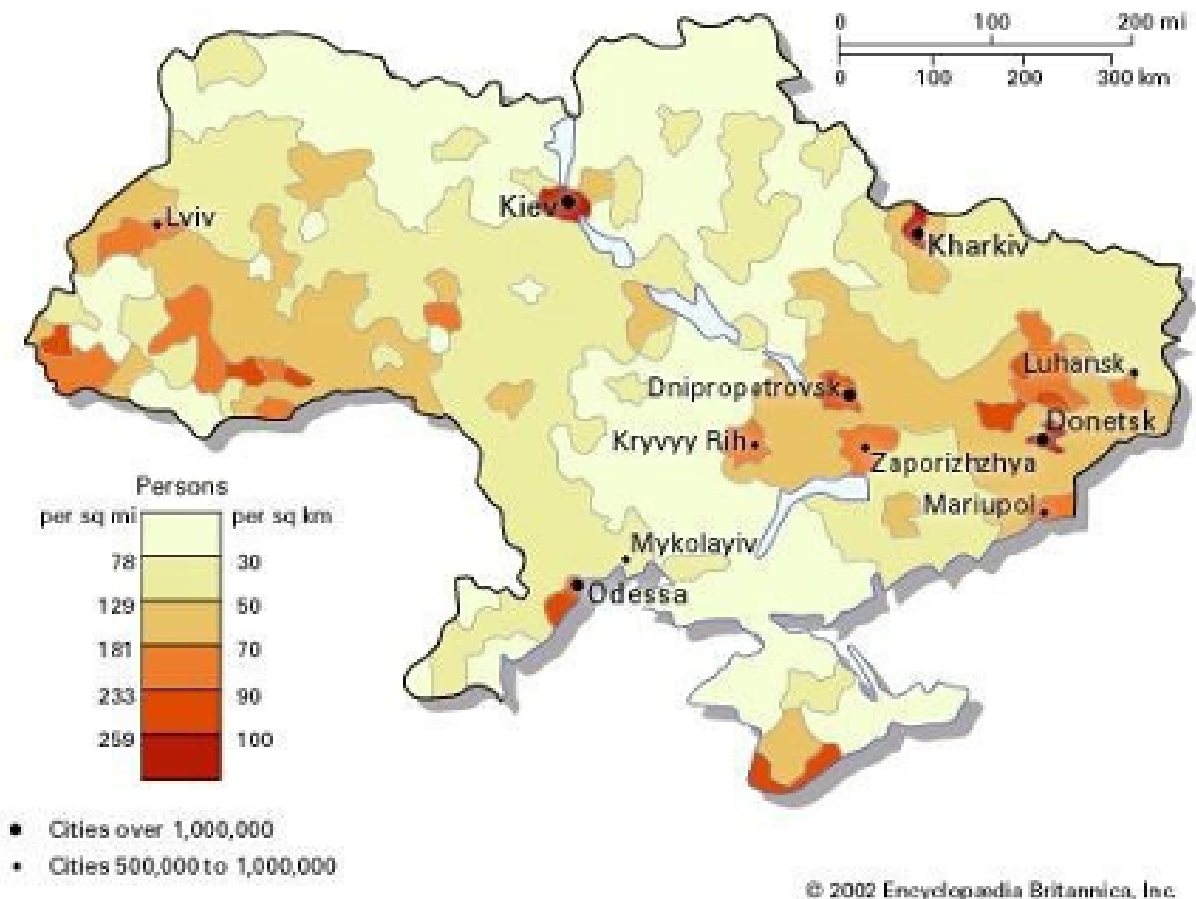 0 100 200 mi
0 100 200 300 km
Kiev
Lviv
Kharkiv
Luhansk
Dnipropetrovsk
Donetsk
Kryvyy Rih
Zaporizhzhya
Mariupol
Mykolayiv
Odessa
Persons
per sq mi per sq km
78 30
129 50
181 70
233 90
259 100
Cities over 1,000,000
Cities 500,000 to 1,000,000
© 2002 Encyclopædia Britannica, Inc.